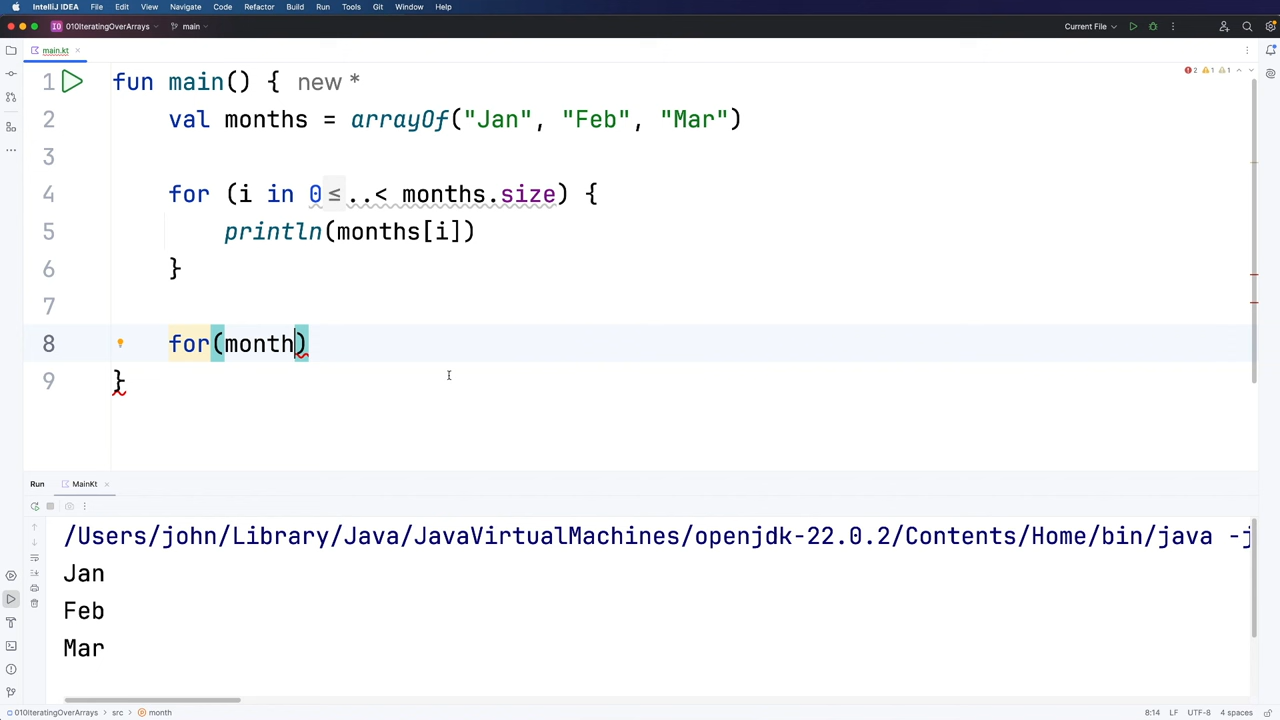 IntelliJ IDEA File Edit View Navigate Code Refactor Build Run Tools Git Window Help
010IteratingOverArrays main Current File
main.kt
1 fun main() { new *
2 val months = arrayOf("Jan", "Feb", "Mar")
3
4 for (i in 0≤..< months.size) {
5 println(months[i])
6 }
7
8 for(month)
9 }
2 1 1
Run MainKt
/Users/john/Library/Java/JavaVirtualMachines/openjdk-22.0.2/Contents/Home/bin/java -j
Jan
Feb
Mar
010IteratingOverArrays > src > month 8:14 LF UTF-8 4 spaces